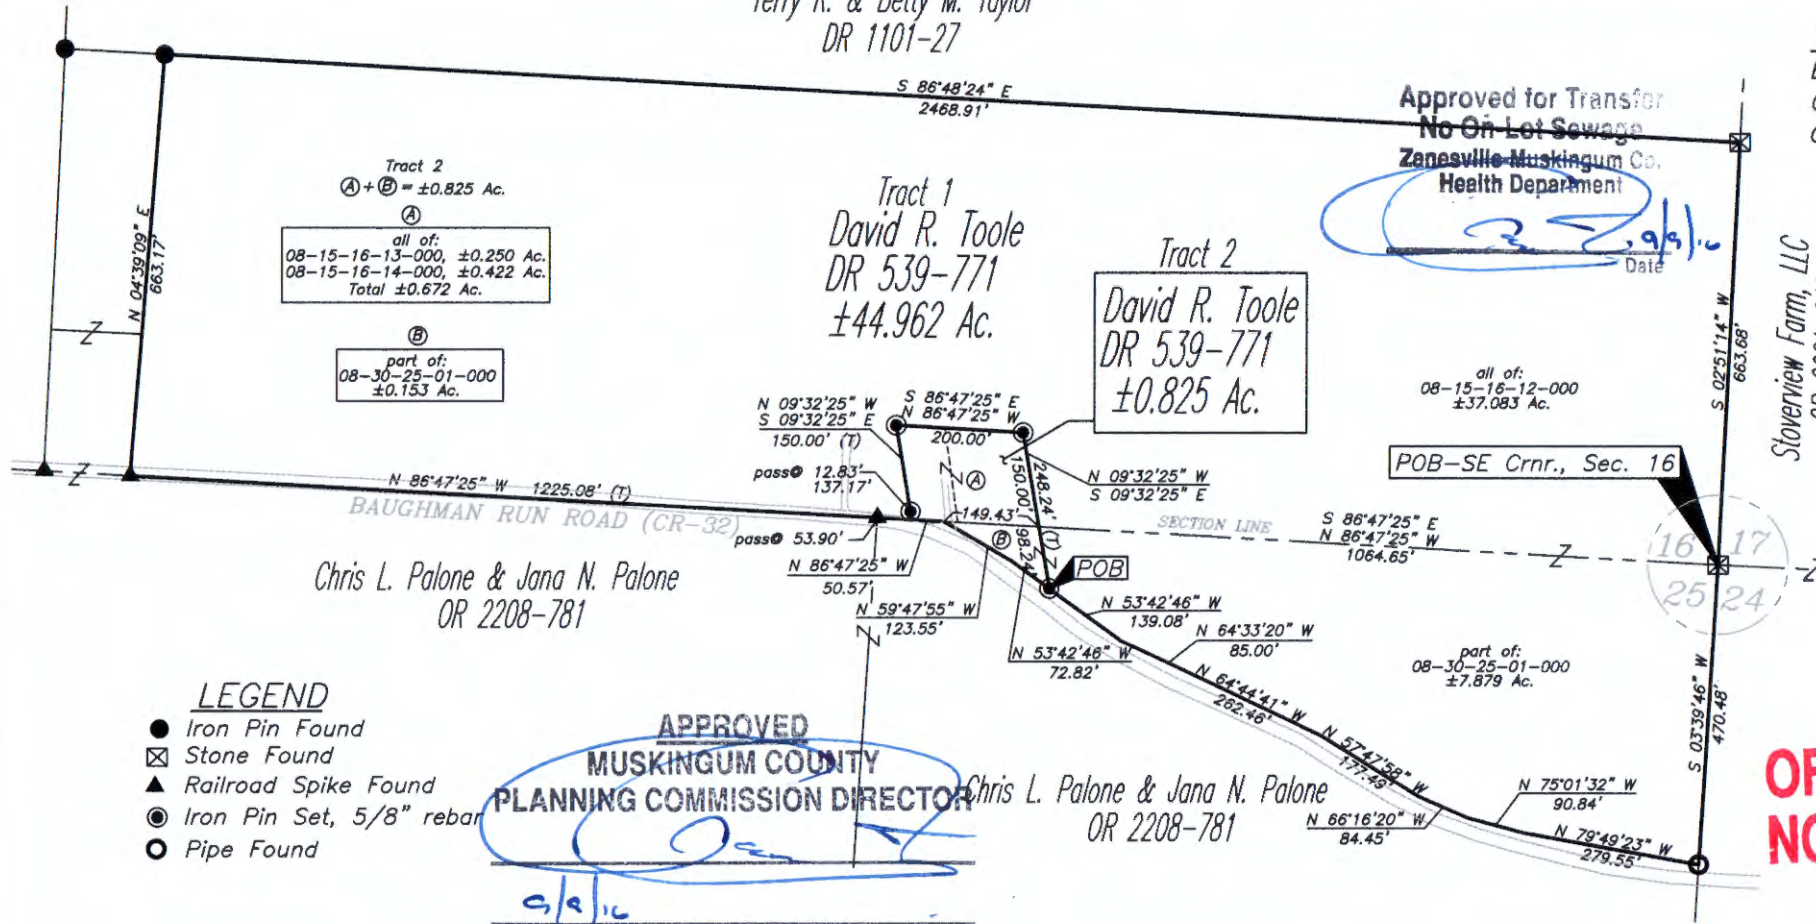 Terry R. & Betty M. Taylor
DR 1101-27
S 86°48'24" E
2468.91'
Approved for Transfer
No On-Lot Sewage
Zanesville-Muskingum Co.
Health Department
9/9/16
Date
Tract 2
Ⓐ+Ⓑ = ±0.825 Ac.
Ⓐ
all of:
08-15-16-13-000, ±0.250 Ac.
08-15-16-14-000, ±0.422 Ac.
Total ±0.672 Ac.
Ⓑ
part of:
08-30-25-01-000
±0.153 Ac.
N 04°39'09" E
663.17'
Tract 1
David R. Toole
DR 539-771
±44.962 Ac.
Tract 2
David R. Toole
DR 539-771
±0.825 Ac.
all of:
08-15-16-12-000
±37.083 Ac.
S 02°51'14" W
663.68'
Stoverview Farm, LLC
POB-SE Crnr., Sec. 16
N 09°32'25" W
S 09°32'25" E
150.00' (T)
S 86°47'25" E
N 86°47'25" W
200.00'
pass@ 12.83'
137.17'
Z
Ⓐ
150.00'
248.24' (T)
98.24'
N 09°32'25" W
S 09°32'25" E
Z
Z
N 86°47'25" W 1225.08' (T)
BAUGHMAN RUN ROAD (CR-32)
pass@ 53.90'
149.43'
SECTION LINE
S 86°47'25" E
N 86°47'25" W
1064.65'
Z
Z
16 17
25 24
Ⓑ
POB
N 86°47'25" W
50.57'
N 59°47'55" W
123.55'
N 53°42'46" W
72.82'
N 53°42'46" W
139.08'
N 64°33'20" W
85.00'
N 64°44'41" W
262.46'
N 57°47'58" W
177.49'
N 66°16'20" W
84.45'
N 75°01'32" W
90.84'
N 79°49'23" W
279.55'
S 03°39'46" W
470.48'
part of:
08-30-25-01-000
±7.879 Ac.
Chris L. Palone & Jana N. Palone
OR 2208-781
Z
LEGEND
Iron Pin Found
Stone Found
Railroad Spike Found
Iron Pin Set, 5/8" rebar
Pipe Found
APPROVED
MUSKINGUM COUNTY
PLANNING COMMISSION DIRECTOR
9/9/16
Chris L. Palone & Jana N. Palone
OR 2208-781